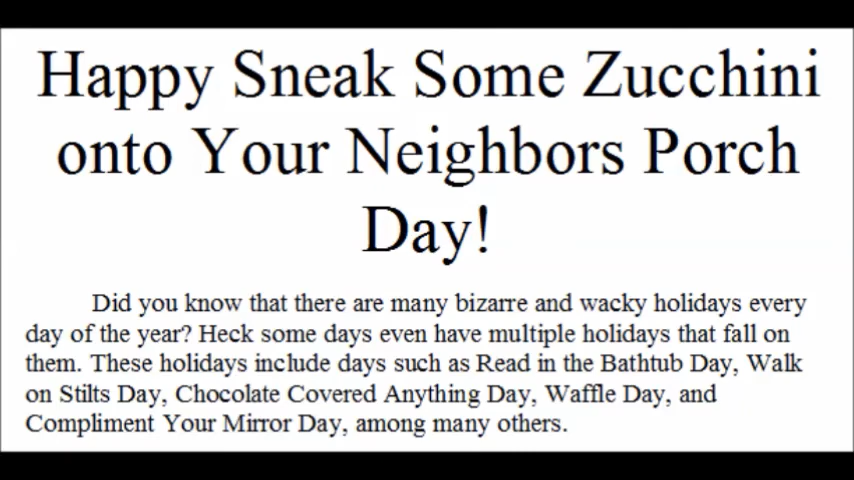 Happy Sneak Some Zucchini
onto Your Neighbors Porch
Day!
Did you know that there are many bizarre and wacky holidays every
day of the year? Heck some days even have multiple holidays that fall on
them. These holidays include days such as Read in the Bathtub Day, Walk
on Stilts Day, Chocolate Covered Anything Day, Waffle Day, and
Compliment Your Mirror Day, among many others.